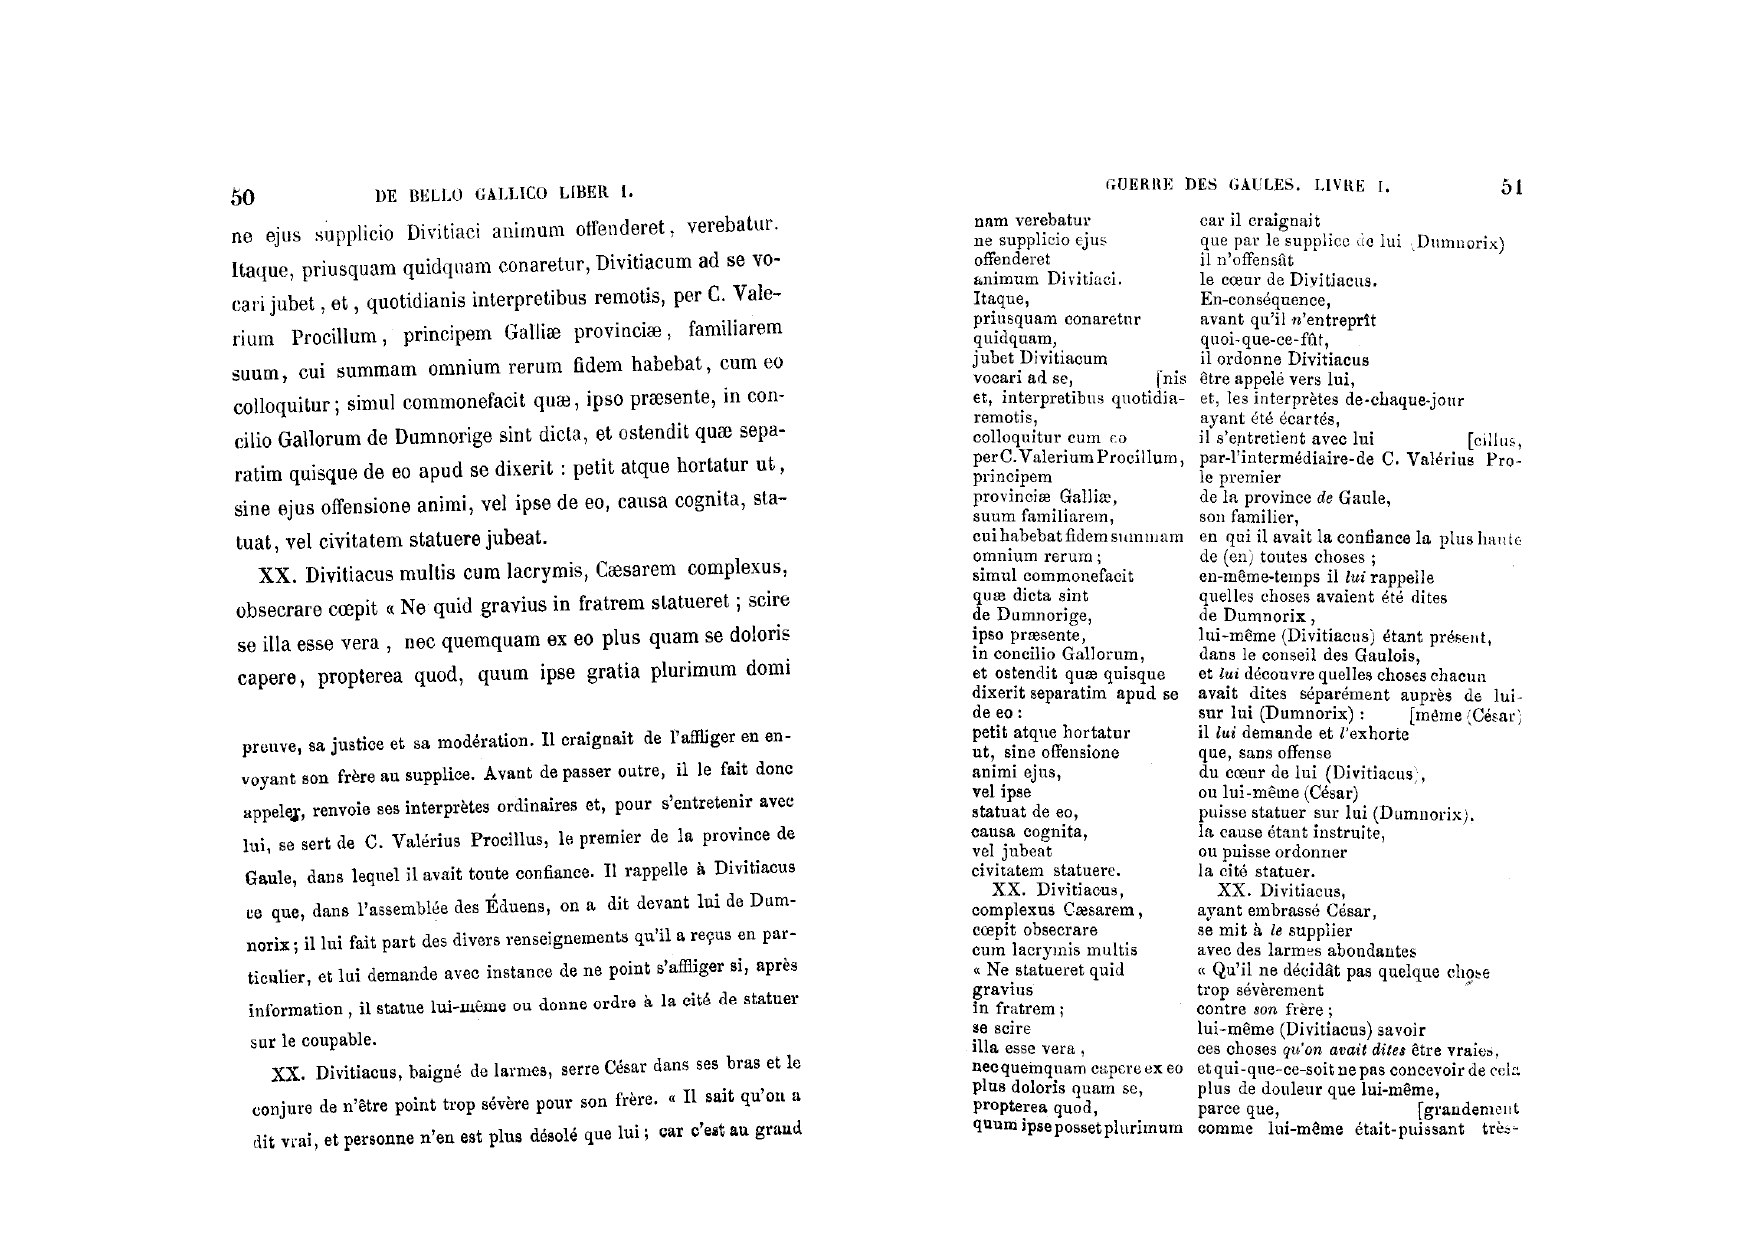 50 DE BELLO GALLICO LIBER I.
ne ejus supplicio Divitiaci animum offenderet, verebatur.
Itaque, priusquam quidquam conaretur, Divitiacum ad se vo-
cari jubet, et, quotidianis interpretibus remotis, per C. Vale-
rium Procillum, principem Galliæ provinciæ, familiarem
suum, cui summam omnium rerum fidem habebat, cum eo
colloquitur; simul commonefacit quæ, ipso præsente, in con-
cilio Gallorum de Dumnorige sint dicta, et ostendit quæ sepa-
ratim quisque de eo apud se dixerit : petit atque hortatur ut,
sine ejus offensione animi, vel ipse de eo, causa cognita, sta-
tuat, vel civitatem statuere jubeat.
XX. Divitiacus multis cum lacrymis, Cæsarem complexus,
obsecrare cœpit « Ne quid gravius in fratrem statueret ; scire
se illa esse vera , nec quemquam ex eo plus quam se doloris
capere, propterea quod, quum ipse gratia plurimum domi
preuve, sa justice et sa modération. Il craignait de l'affliger en en-
voyant son frère au supplice. Avant de passer outre, il le fait donc
appeler, renvoie ses interprètes ordinaires et, pour s'entretenir avec
lui, se sert de C. Valérius Procillus, le premier de la province de
Gaule, dans lequel il avait toute confiance. Il rappelle à Divitiacus
ce que, dans l'assemblée des Éduens, on a dit devant lui de Dum-
norix; il lui fait part des divers renseignements qu'il a reçus en par-
ticulier, et lui demande avec instance de ne point s'affliger si, après
information , il statue lui-même ou donne ordre à la cité de statuer
sur le coupable.
XX. Divitiacus, baigné de larmes, serre César dans ses bras et le
conjure de n'être point trop sévère pour son frère. « Il sait qu'on a
dit vrai, et personne n'en est plus désolé que lui ; car c'est au grand
GUERRE DES GAULES. LIVRE I. 51
nam verebatur car il craignait
ne supplicio ejus que par le supplice de lui (Dumnorix)
offenderet il n'offensât
animum Divitiaci. le cœur de Divitiacus.
Itaque, En-conséquence,
priusquam conaretur avant qu'il n'entreprît
quidquam, quoi-que-ce-fût,
jubet Divitiacum il ordonne Divitiacus
vocari ad se, [nis être appelé vers lui,
et, interpretibus quotidia- et, les interprètes de-chaque-jour
remotis, ayant été écartés,
colloquitur cum eo il s'entretient avec lui [cillus,
per C. Valerium Procillum, par-l'intermédiaire-de C. Valérius Pro-
principem le premier
provinciæ Galliæ, de la province de Gaule,
suum familiarem, son familier,
cui habebat fidem summam en qui il avait la confiance la plus haute
omnium rerum ; de (en) toutes choses ;
simul commonefacit en-même-temps il lui rappelle
quæ dicta sint quelles choses avaient été dites
de Dumnorige, de Dumnorix,
ipso præsente, lui-même (Divitiacus) étant présent,
in concilio Gallorum, dans le conseil des Gaulois,
et ostendit quæ quisque et lui découvre quelles choses chacun
dixerit separatim apud se avait dites séparément auprès de lui-
de eo : sur lui (Dumnorix) : [même (César)
petit atque hortatur il lui demande et l'exhorte
ut, sine offensione que, sans offense
animi ejus, du cœur de lui (Divitiacus),
vel ipse ou lui-même (César)
statuat de eo, puisse statuer sur lui (Dumnorix),
causa cognita, la cause étant instruite,
vel jubeat ou puisse ordonner
civitatem statuere. la cité statuer.
XX. Divitiacus, XX. Divitiacus,
complexus Cæsarem, ayant embrassé César,
cœpit obsecrare se mit à le supplier
cum lacrymis multis avec des larmes abondantes
« Ne statueret quid « Qu'il ne décidât pas quelque chose
gravius trop sévèrement
in fratrem ; contre son frère ;
se scire lui-même (Divitiacus) savoir
illa esse vera , ces choses qu'on avait dites être vraies,
nec quemquam capere ex eo et qui-que-ce-soit ne pas concevoir de cela
plus doloris quam se, plus de douleur que lui-même,
propterea quod, parce que, [grandement
quum ipse posset plurimum comme lui-même était-puissant très-